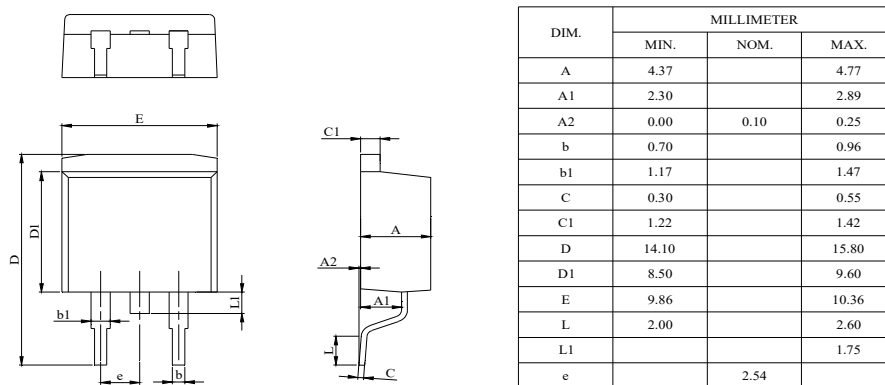 E
D
D1
L1
b1
e
b
C1
A
A2
A1
L
C
DIM. MILLIMETER
MIN. NOM. MAX.
A 4.37 4.77
A1 2.30 2.89
A2 0.00 0.10 0.25
b 0.70 0.96
b1 1.17 1.47
C 0.30 0.55
C1 1.22 1.42
D 14.10 15.80
D1 8.50 9.60
E 9.86 10.36
L 2.00 2.60
L1 1.75
e 2.54